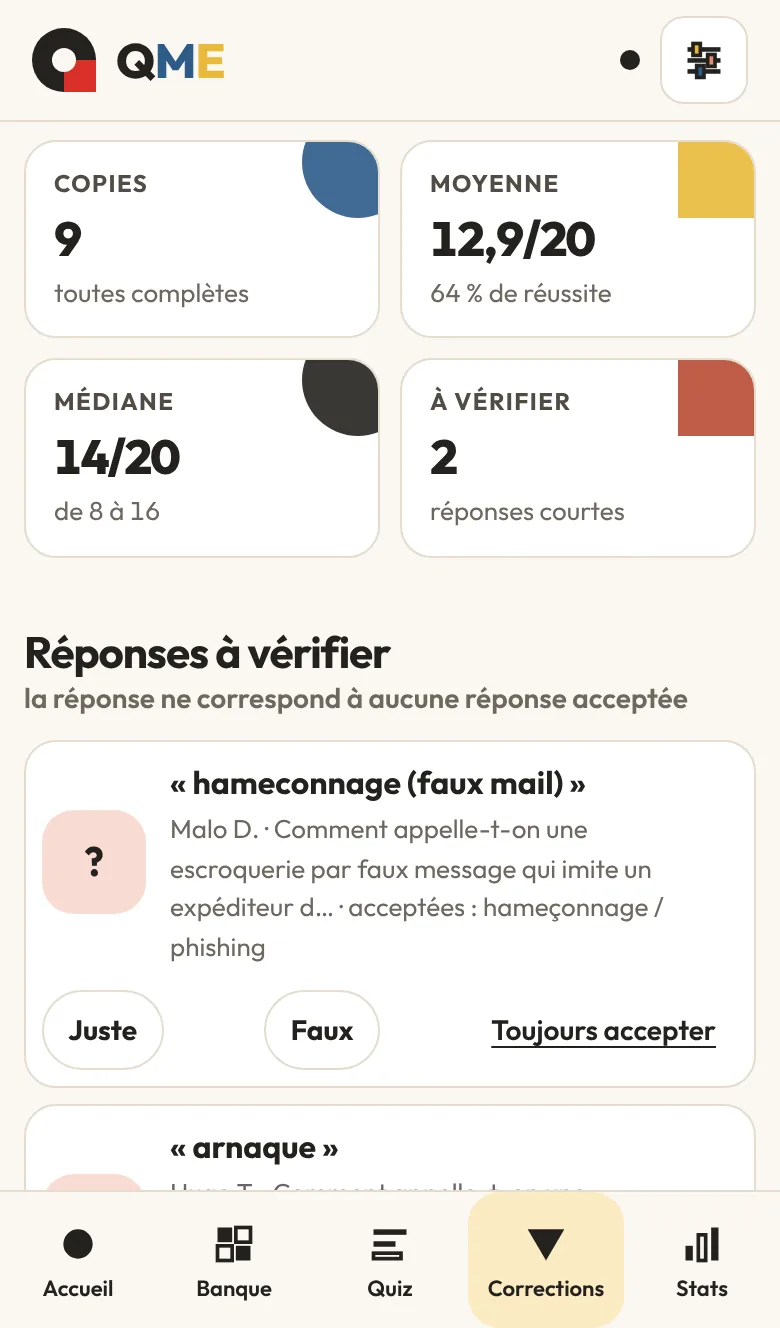 QME
COPIES
9
toutes complètes
MOYENNE
12,9/20
64 % de réussite
MÉDIANE
14/20
de 8 à 16
À VÉRIFIER
2
réponses courtes
Réponses à vérifier
la réponse ne correspond à aucune réponse acceptée
« hameconnage (faux mail) »
?
Malo D. · Comment appelle-t-on une
escroquerie par faux message qui imite un
expéditeur d... · acceptées : hameçonnage /
phishing
Juste
Faux
Toujours accepter
« arnaque »
Accueil
Banque
Quiz
Corrections
Stats